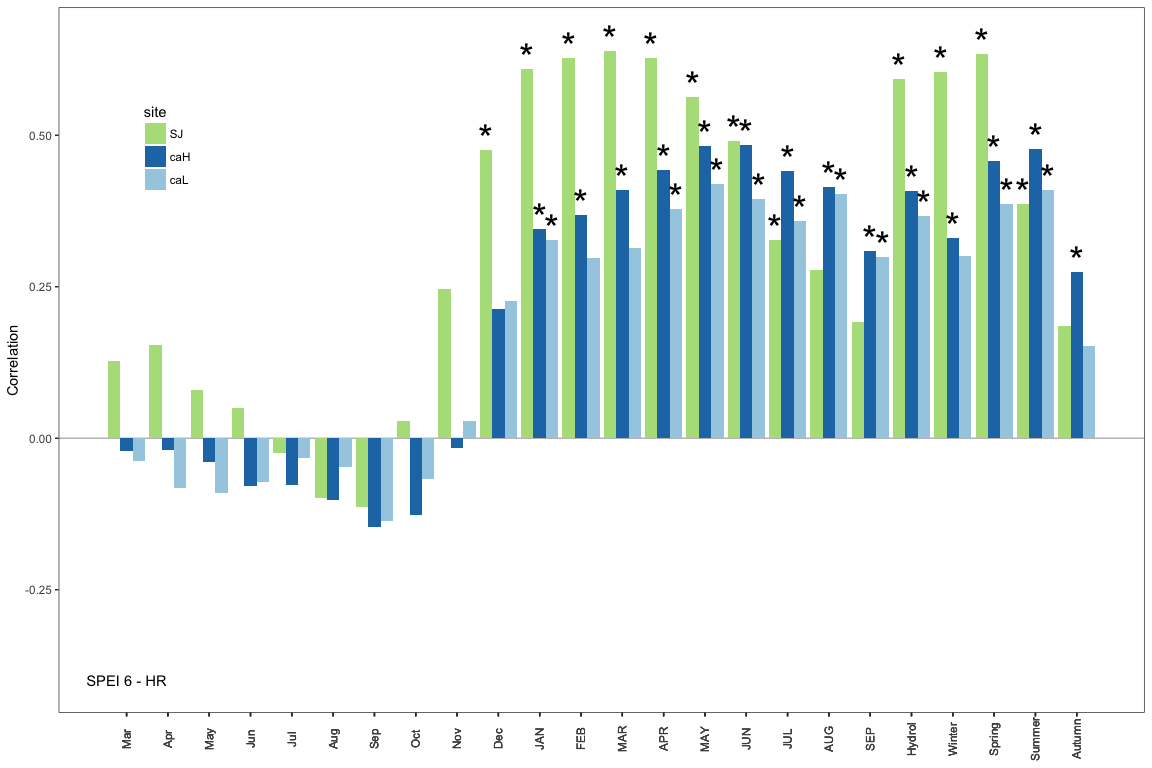 site
SJ
caH
caL
0.50
0.25
0.00
-0.25
Correlation
SPEI 6 - HR
Mar
Apr
May
Jun
Jul
Aug
Sep
Oct
Nov
Dec
JAN
FEB
MAR
APR
MAY
JUN
JUL
AUG
SEP
Hydrol
Winter
Spring
Summer
Autumn